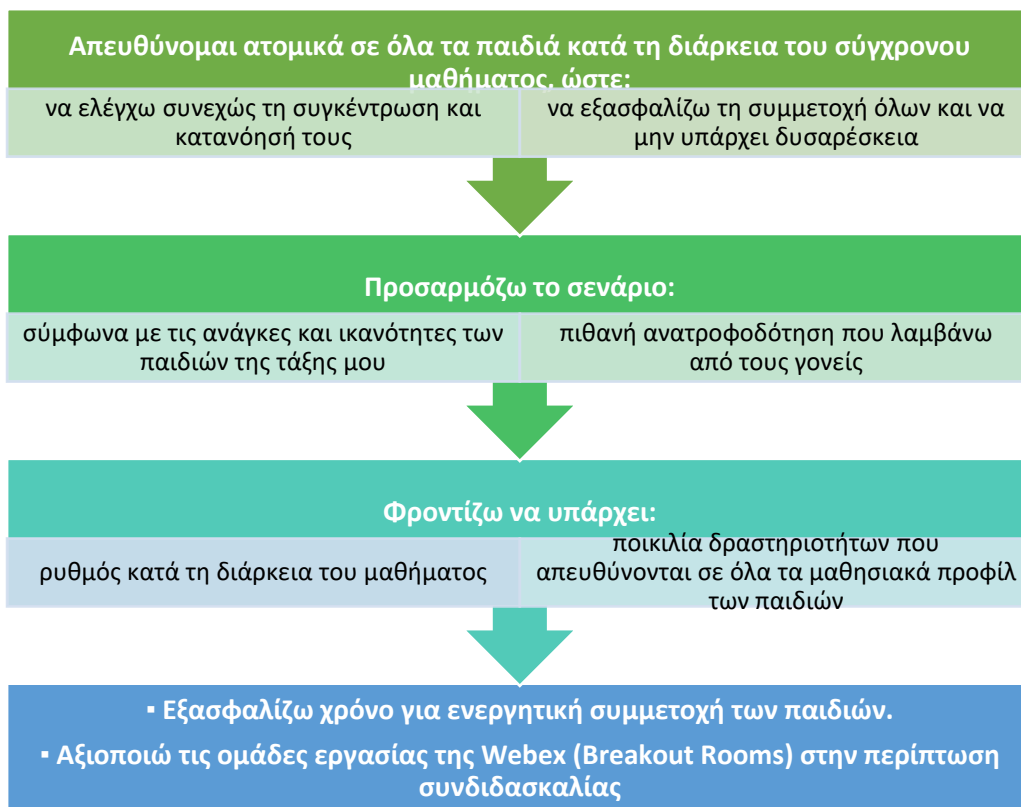 Απευθύνομαι ατομικά σε όλα τα παιδιά κατά τη διάρκεια του σύγχρονου
μαθήματος, ώστε:
να ελέγχω συνεχώς τη συγκέντρωση και
κατανόησή τους
να εξασφαλίζω τη συμμετοχή όλων και να
μην υπάρχει δυσαρέσκεια
Προσαρμόζω το σενάριο:
σύμφωνα με τις ανάγκες και ικανότητες των
παιδιών της τάξης μου
πιθανή ανατροφοδότηση που λαμβάνω
από τους γονείς
Φροντίζω να υπάρχει:
ρυθμός κατά τη διάρκεια του μαθήματος
ποικιλία δραστηριοτήτων που
απευθύνονται σε όλα τα μαθησιακά προφίλ
των παιδιών
▪ Εξασφαλίζω χρόνο για ενεργητική συμμετοχή των παιδιών.
▪ Αξιοποιώ τις ομάδες εργασίας της Webex (Breakout Rooms) στην περίπτωση
συνδιδασκαλίας